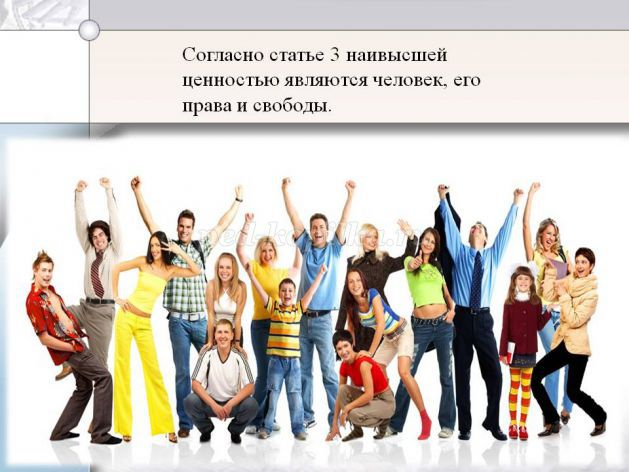 Согласно статье 3 наивысшей
ценностью являются человек, его
права и свободы.